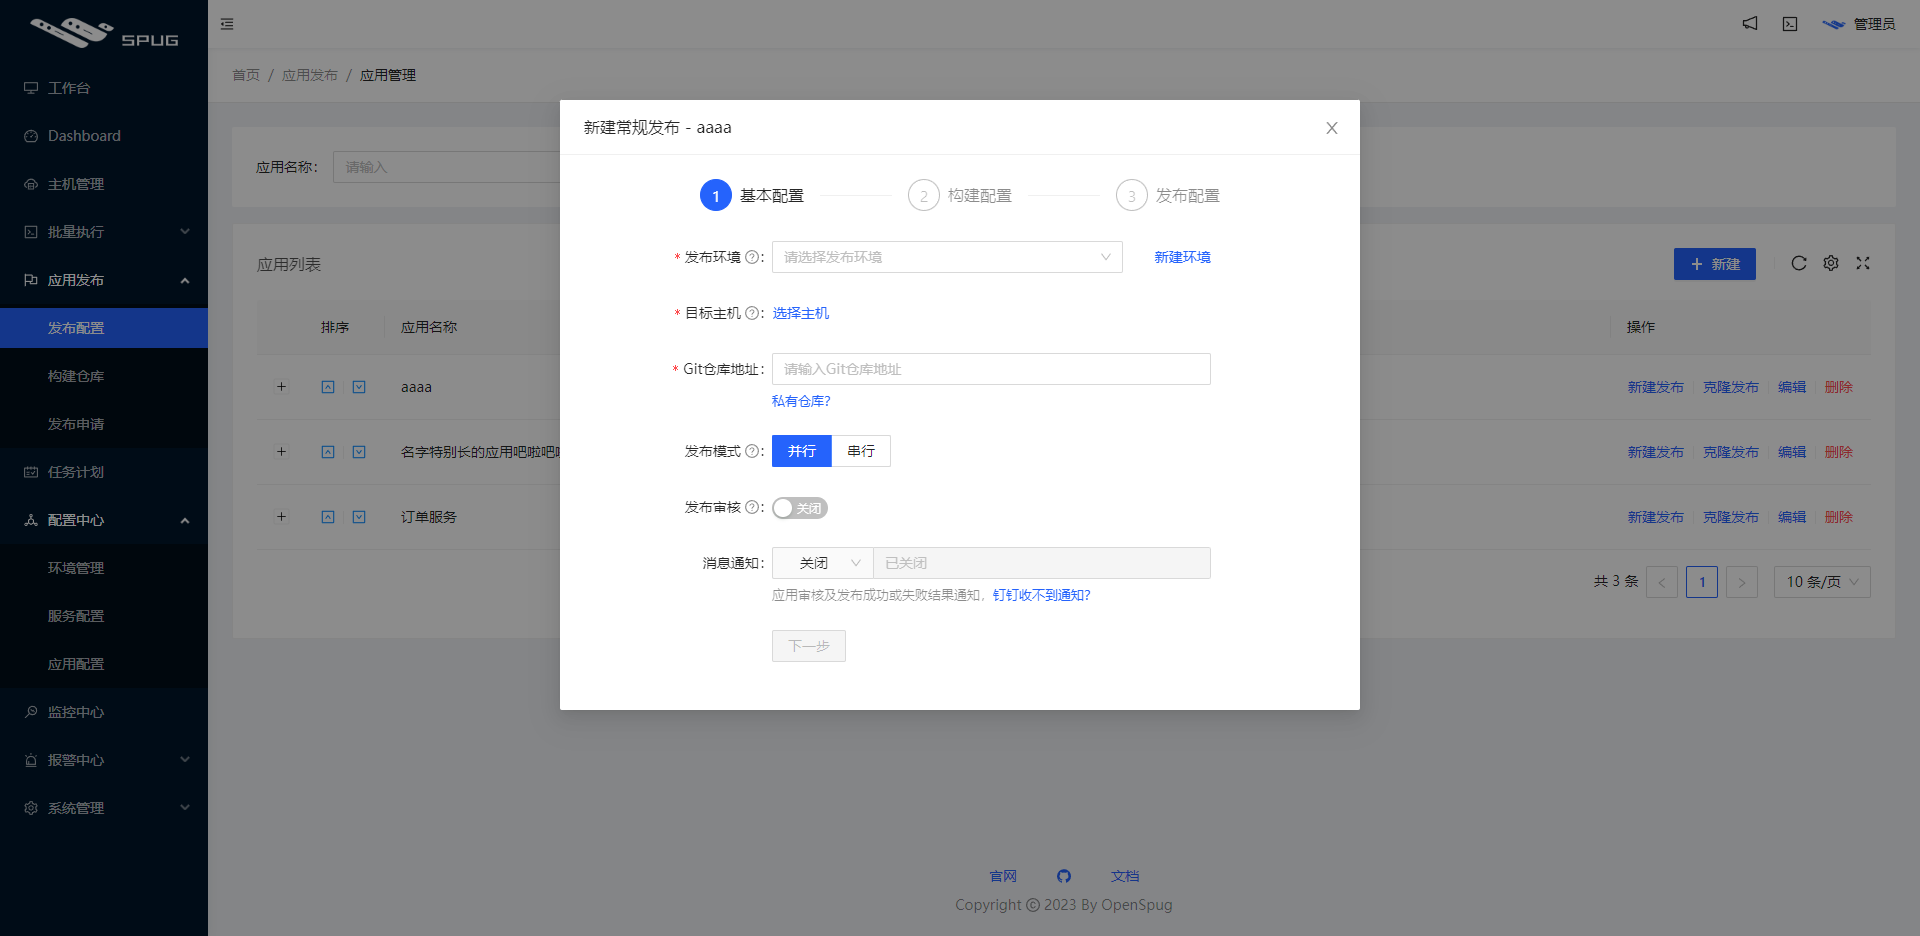 SPUG
管理员
工作台
Dashboard
主机管理
批量执行
应用发布
发布配置
构建仓库
发布申请
任务计划
配置中心
环境管理
服务配置
应用配置
监控中心
报警中心
系统管理
首页 / 应用发布 / 应用管理
应用名称： 请输入
应用列表
新建
排序 应用名称 操作
aaaa 新建发布 克隆发布 编辑 删除
名字特别长的应用吧啦吧 新建发布 克隆发布 编辑 删除
订单服务 新建发布 克隆发布 编辑 删除
共 3 条 < 1 > 10 条/页
新建常规发布 - aaaa
1 基本配置 2 构建配置 3 发布配置
* 发布环境 ?: 请选择发布环境 新建环境
* 目标主机 ?: 选择主机
* Git仓库地址: 请输入Git仓库地址
私有仓库?
发布模式 ?: 并行 串行
发布审核 ?: 关闭
消息通知: 关闭 已关闭
应用审核及发布成功或失败结果通知，钉钉收不到通知?
下一步
官网 文档
Copyright © 2023 By OpenSpug